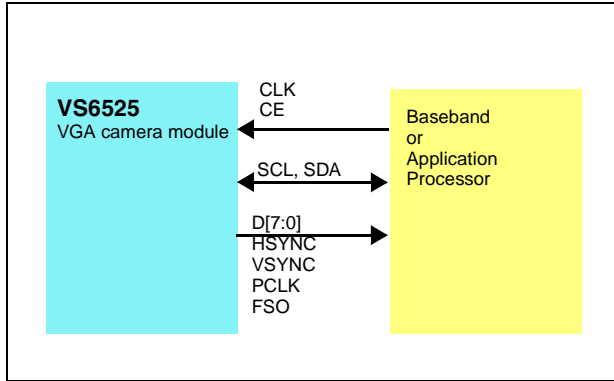 VS6525
VGA camera module
CLK
CE
SCL, SDA
D[7:0]
HSYNC
VSYNC
PCLK
FSO
Baseband
or
Application
Processor